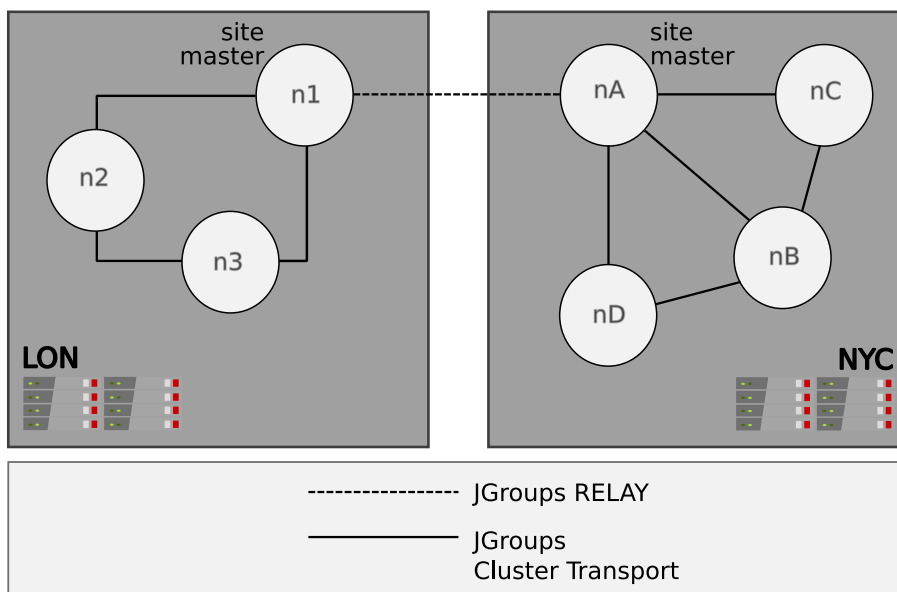 site
master
n1
n2
n3
LON
site
master
nA
nC
nB
nD
NYC
JGroups RELAY
JGroups
Cluster Transport